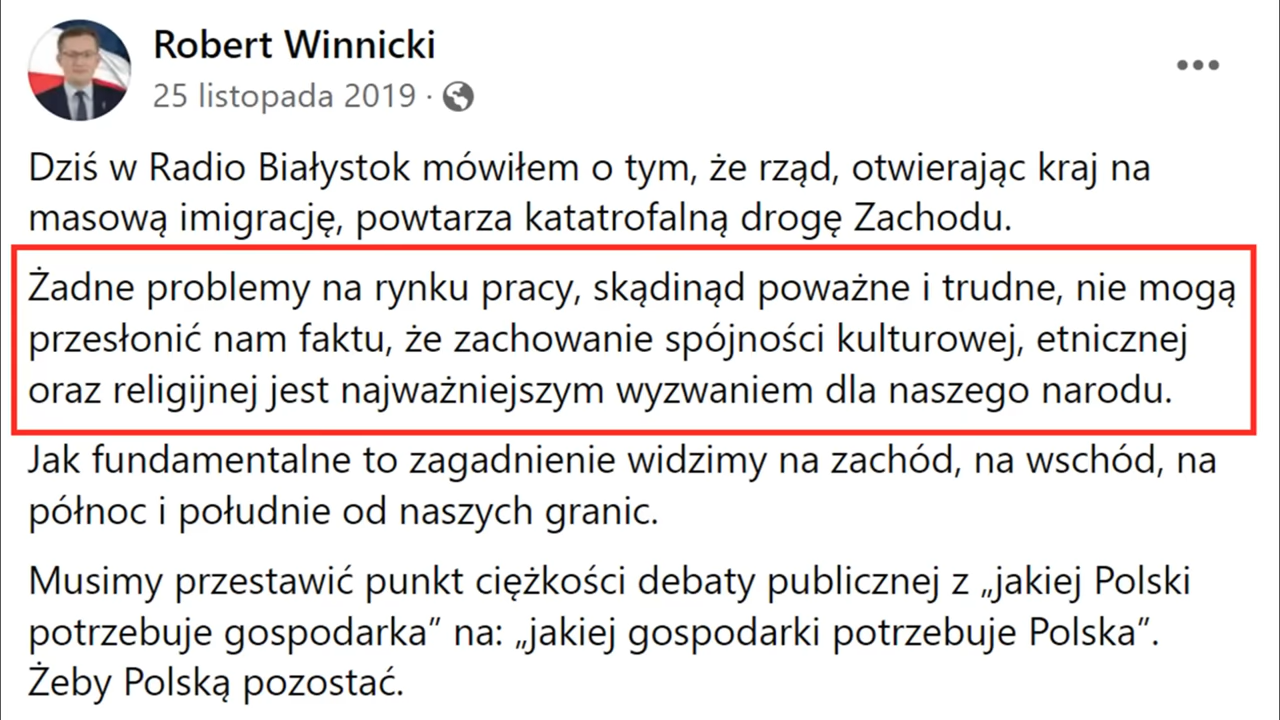 Robert Winnicki
25 listopada 2019 ·
Dziś w Radio Białystok mówiłem o tym, że rząd, otwierając kraj na
masową imigrację, powtarza katatrofalną drogę Zachodu.
Żadne problemy na rynku pracy, skądinąd poważne i trudne, nie mogą
przesłonić nam faktu, że zachowanie spójności kulturowej, etnicznej
oraz religijnej jest najważniejszym wyzwaniem dla naszego narodu.
Jak fundamentalne to zagadnienie widzimy na zachód, na wschód, na
północ i południe od naszych granic.
Musimy przestawić punkt ciężkości debaty publicznej z „jakiej Polski
potrzebuje gospodarka” na: „jakiej gospodarki potrzebuje Polska”.
Żeby Polską pozostać.